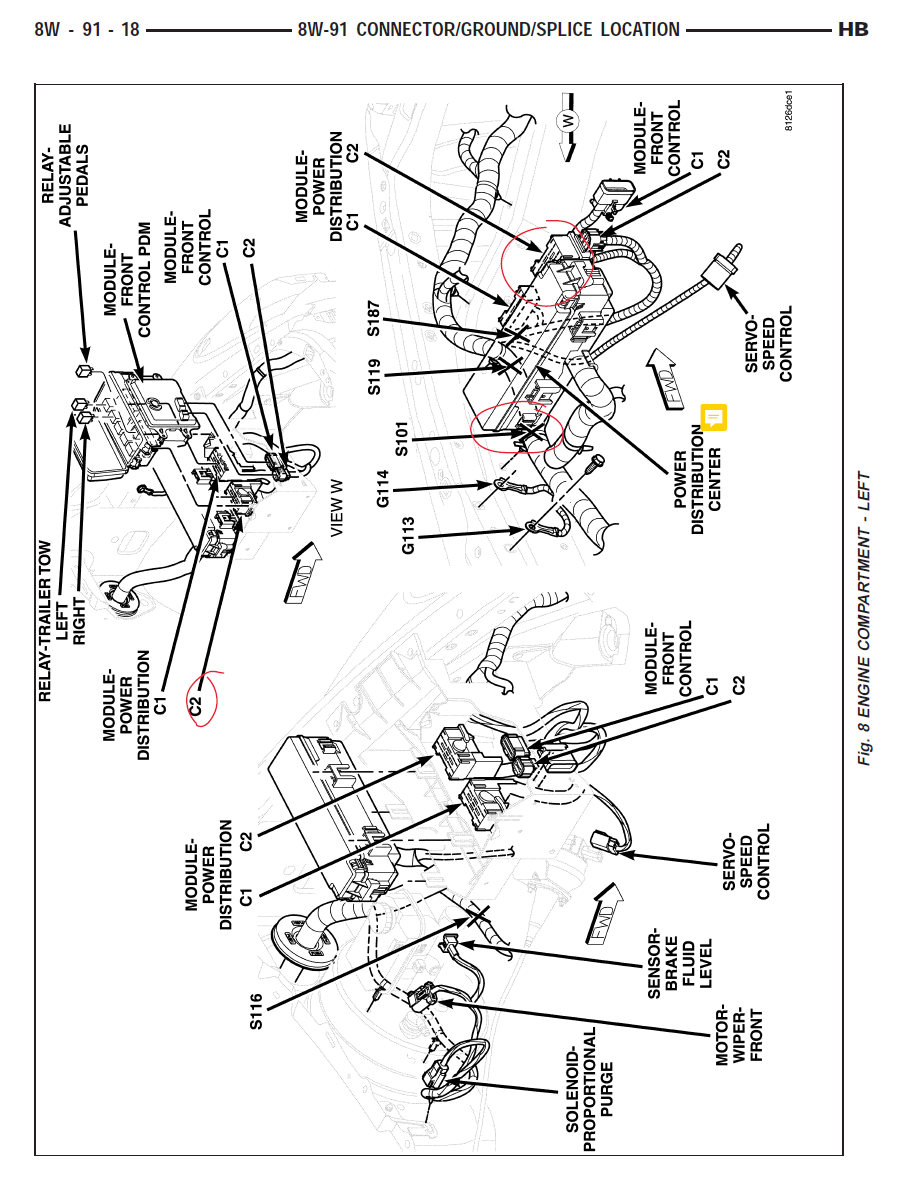 8W - 91 - 18
8W-91 CONNECTOR/GROUND/SPLICE LOCATION
HB
RELAY-TRAILER TOW
LEFT
RIGHT
RELAY-
ADJUSTABLE
PEDALS
MODULE-
FRONT
CONTROL PDM
MODULE-
FRONT
CONTROL
C1
C2
MODULE-
POWER
DISTRIBUTION
C1
C2
FWD
VIEW W
MODULE-
POWER
DISTRIBUTION
C1
C2
S187
S119
S101
G114
G113
W
MODULE-
FRONT
CONTROL
C1
C2
SERVO-
SPEED
CONTROL
FWD
POWER
DISTRIBUTION
CENTER
8126dce1
MODULE-
POWER
DISTRIBUTION
C1
C2
S116
MODULE-
FRONT
CONTROL
C1
C2
SERVO-
SPEED
CONTROL
FWD
SENSOR-
BRAKE
FLUID
LEVEL
MOTOR-
WIPER-
FRONT
SOLENOID-
PROPORTIONAL
PURGE
Fig. 8 ENGINE COMPARTMENT - LEFT